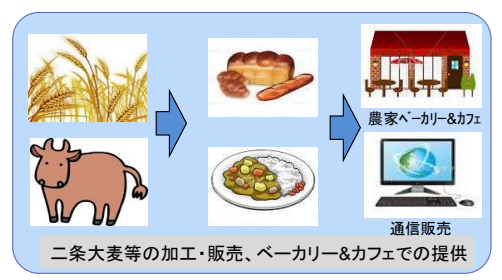 農家ベーカリー&カフェ
通信販売
二条大麦等の加工・販売、ベーカリー&カフェでの提供